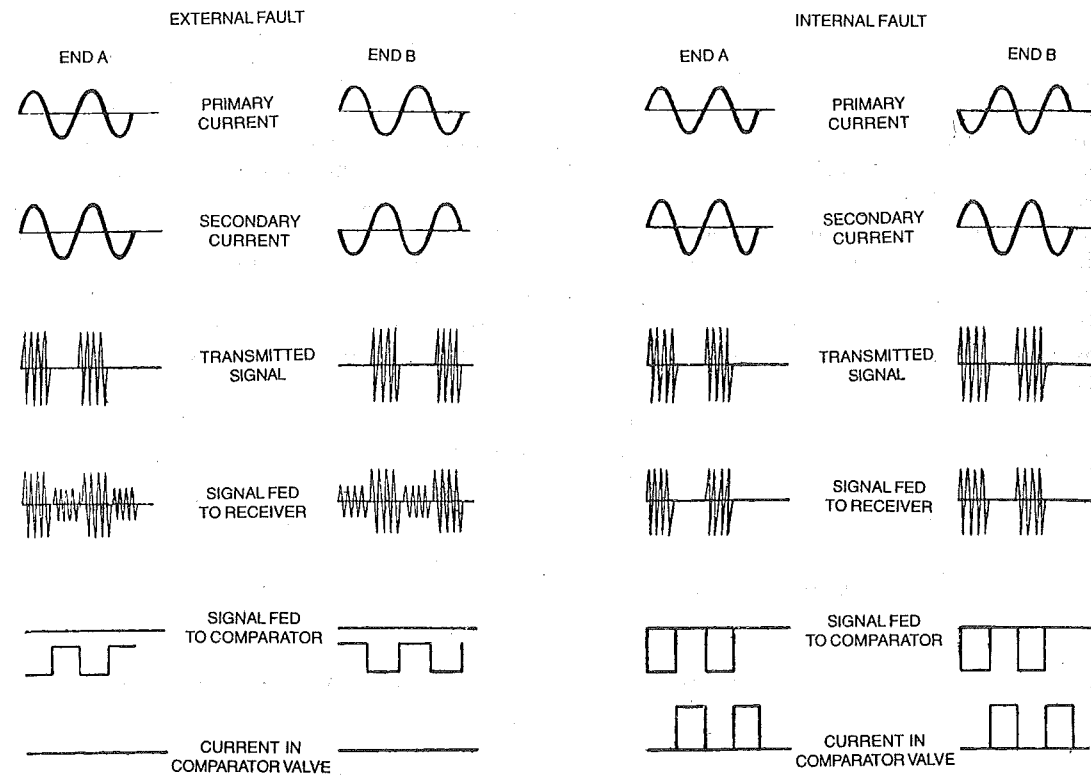 EXTERNAL FAULT
INTERNAL FAULT
END A
END B
END A
END B
PRIMARY
CURRENT
PRIMARY
CURRENT
SECONDARY
CURRENT
SECONDARY
CURRENT
TRANSMITTED
SIGNAL
TRANSMITTED
SIGNAL
SIGNAL FED
TO RECEIVER
SIGNAL FED
TO RECEIVER
SIGNAL FED
TO COMPARATOR
SIGNAL FED
TO COMPARATOR
CURRENT IN
COMPARATOR VALVE
CURRENT IN
COMPARATOR VALVE